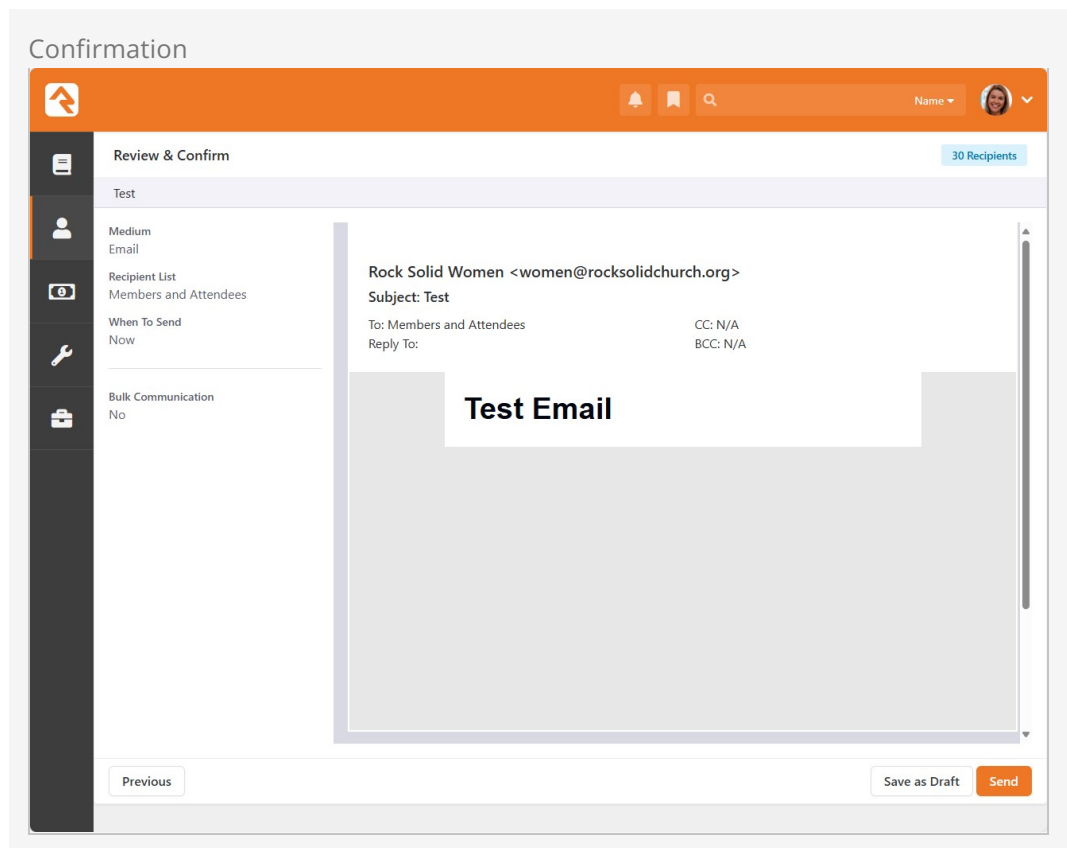 Confirmation
Name
Review & Confirm
30 Recipients
Test
Medium
Email
Recipient List
Members and Attendees
When To Send
Now
Bulk Communication
No
Rock Solid Women <women@rocksolidchurch.org>
Subject: Test
To: Members and Attendees CC: N/A
Reply To: BCC: N/A
Test Email
Previous
Save as Draft Send